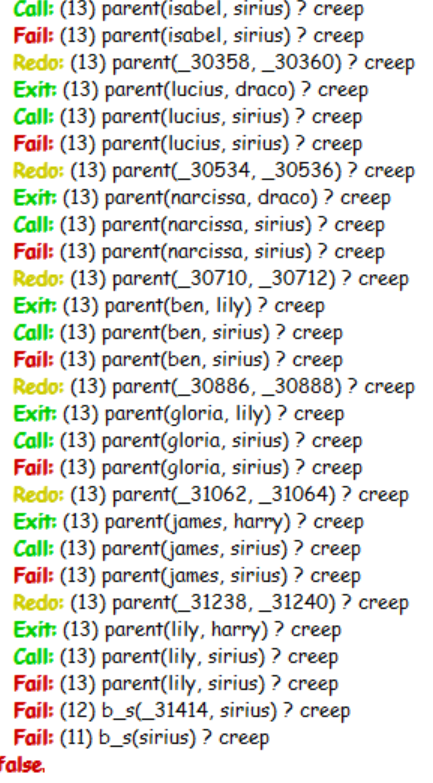 Call: (13) parent(isabel, sirius) ? creep
Fail: (13) parent(isabel, sirius) ? creep
Redo: (13) parent(_30358, _30360) ? creep
Exit: (13) parent(lucius, draco) ? creep
Call: (13) parent(lucius, sirius) ? creep
Fail: (13) parent(lucius, sirius) ? creep
Redo: (13) parent(_30534, _30536) ? creep
Exit: (13) parent(narcissa, draco) ? creep
Call: (13) parent(narcissa, sirius) ? creep
Fail: (13) parent(narcissa, sirius) ? creep
Redo: (13) parent(_30710, _30712) ? creep
Exit: (13) parent(ben, lily) ? creep
Call: (13) parent(ben, sirius) ? creep
Fail: (13) parent(ben, sirius) ? creep
Redo: (13) parent(_30886, _30888) ? creep
Exit: (13) parent(gloria, lily) ? creep
Call: (13) parent(gloria, sirius) ? creep
Fail: (13) parent(gloria, sirius) ? creep
Redo: (13) parent(_31062, _31064) ? creep
Exit: (13) parent(james, harry) ? creep
Call: (13) parent(james, sirius) ? creep
Fail: (13) parent(james, sirius) ? creep
Redo: (13) parent(_31238, _31240) ? creep
Exit: (13) parent(lily, harry) ? creep
Call: (13) parent(lily, sirius) ? creep
Fail: (13) parent(lily, sirius) ? creep
Fail: (12) b_s(_31414, sirius) ? creep
Fail: (11) b_s(sirius) ? creep
false.